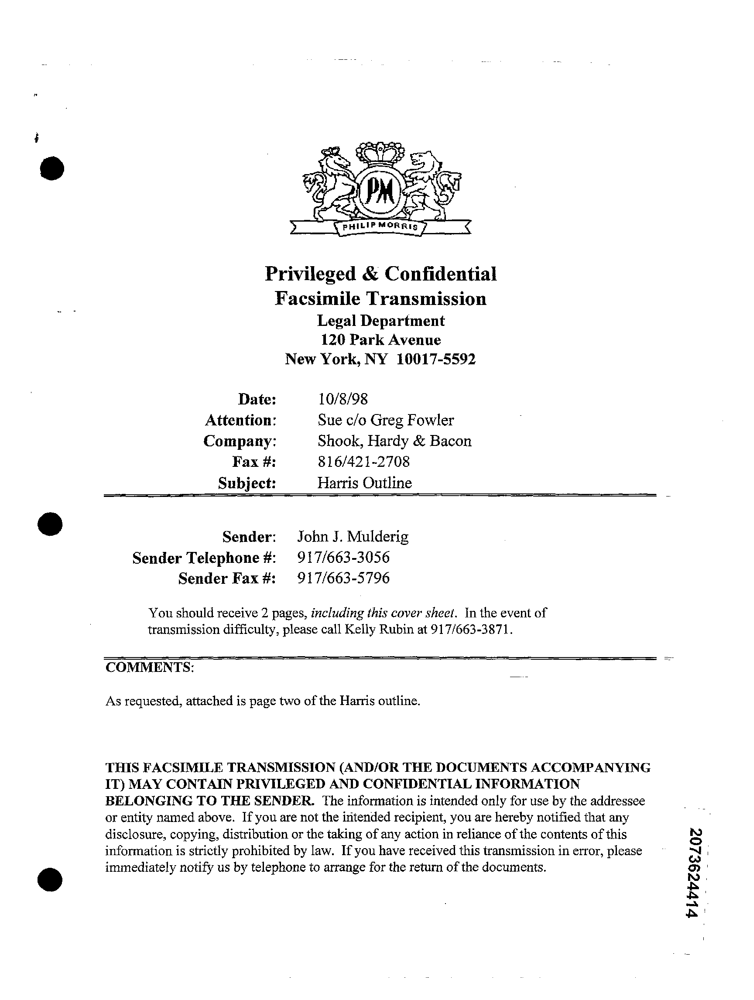 PM
PHILIP MORRIS
Privileged & Confidential
Facsimile Transmission
Legal Department
120 Park Avenue
New York, NY 10017-5592
Date: 10/8/98
Attention: Sue c/o Greg Fowler
Company: Shook, Hardy & Bacon
Fax #: 816/421-2708
Subject: Harris Outline
Sender: John J. Mulderig
Sender Telephone #: 917/663-3056
Sender Fax #: 917/663-5796
You should receive 2 pages, including this cover sheet. In the event of
transmission difficulty, please call Kelly Rubin at 917/663-3871.
COMMENTS:
As requested, attached is page two of the Harris outline.
THIS FACSIMILE TRANSMISSION (AND/OR THE DOCUMENTS ACCOMPANYING
IT) MAY CONTAIN PRIVILEGED AND CONFIDENTIAL INFORMATION
BELONGING TO THE SENDER. The information is intended only for use by the addressee
or entity named above. If you are not the intended recipient, you are hereby notified that any
disclosure, copying, distribution or the taking of any action in reliance of the contents of this
information is strictly prohibited by law. If you have received this transmission in error, please
immediately notify us by telephone to arrange for the return of the documents.
2073624414